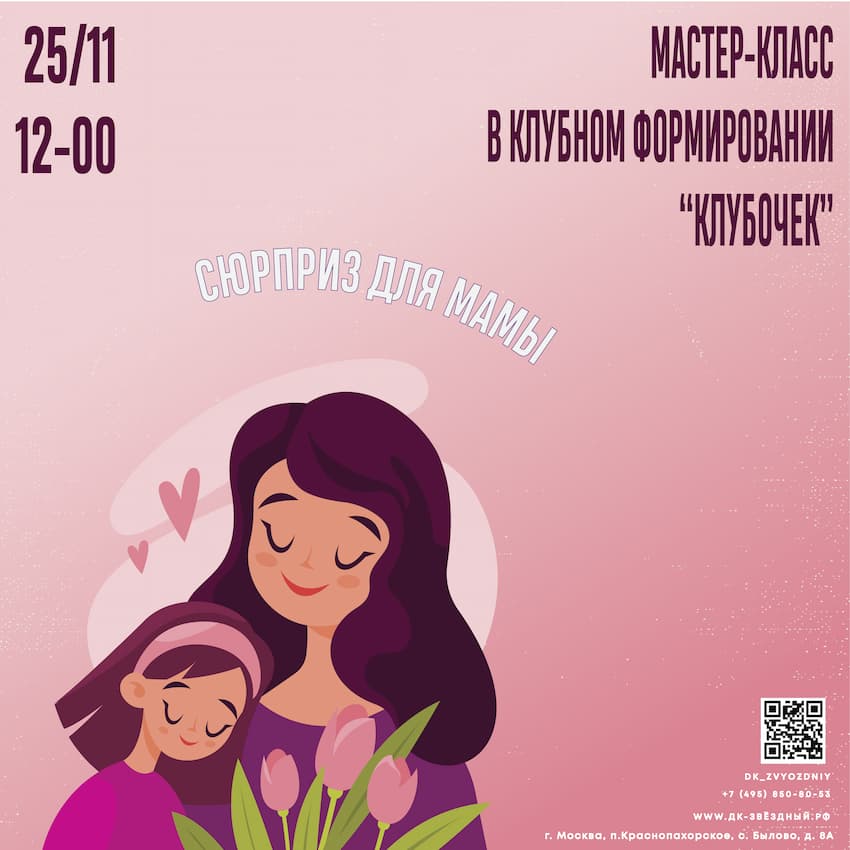 25/11
12-00
МАСТЕР-КЛАСС
В КЛУБНОМ ФОРМИРОВАНИИ
“КЛУБОЧЕК”
СЮРПРИЗ ДЛЯ МАМЫ
DK_ZVYOZDNIY
+7 (495) 850-80-53
WWW.ДК-ЗВЁЗДНЫЙ.РФ
г. Москва, п.Краснопахорское, с. Былово, д. 8А